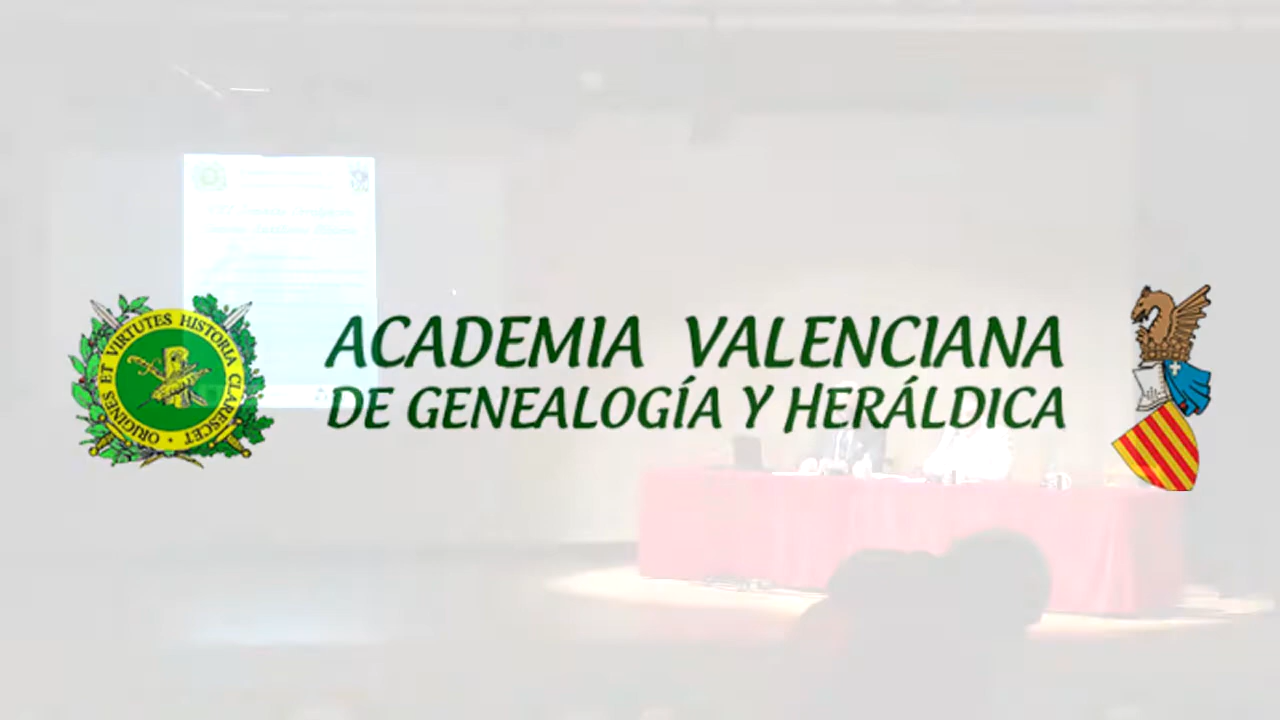 ACADEMIA VALENCIANA
DE GENEALOGÍA Y HERÁLDICA
ORIGINES ET VIRTUTES HISTORIA CLARESCET